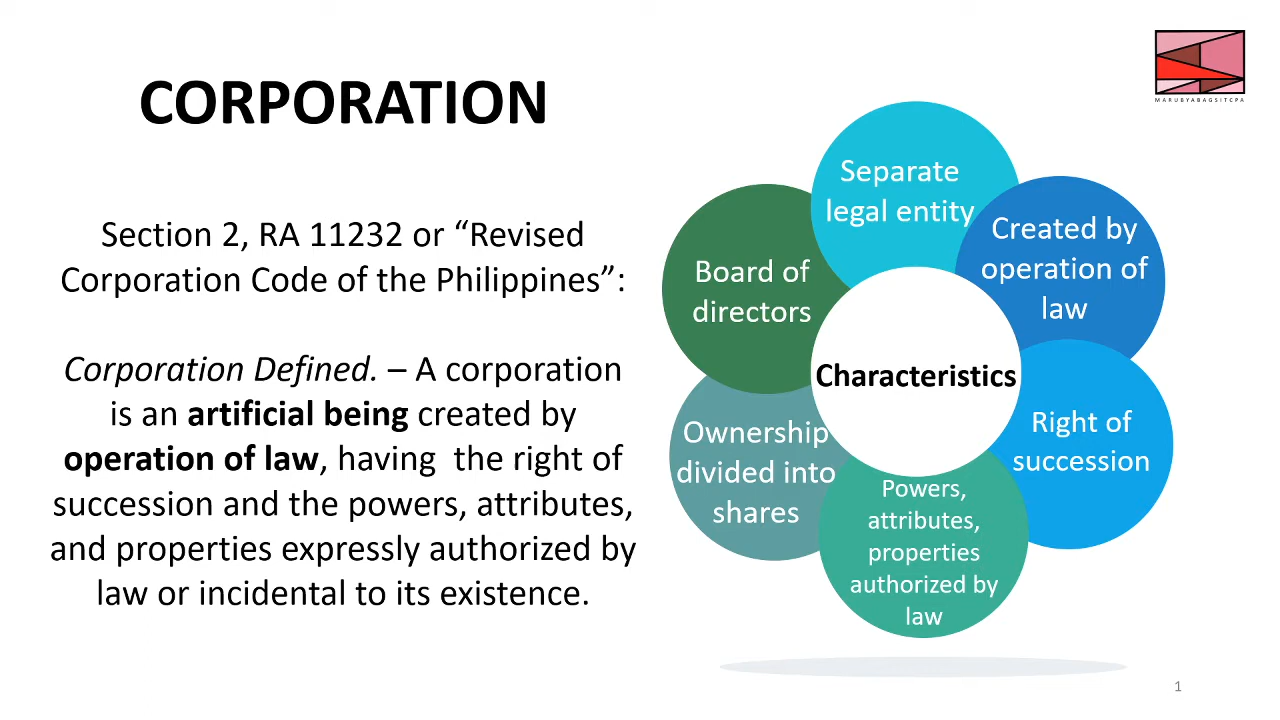 CORPORATION
Section 2, RA 11232 or “Revised
Corporation Code of the Philippines”:
Corporation Defined. – A corporation
is an artificial being created by
operation of law, having  the right of
succession and the powers, attributes,
and properties expressly authorized by
law or incidental to its existence.
MARUBYABAGSITCPA
Separate
legal entity
Created by
operation of
law
Right of
succession
Powers,
attributes,
properties
authorized by
law
Ownership
divided into
shares
Board of
directors
Characteristics
1